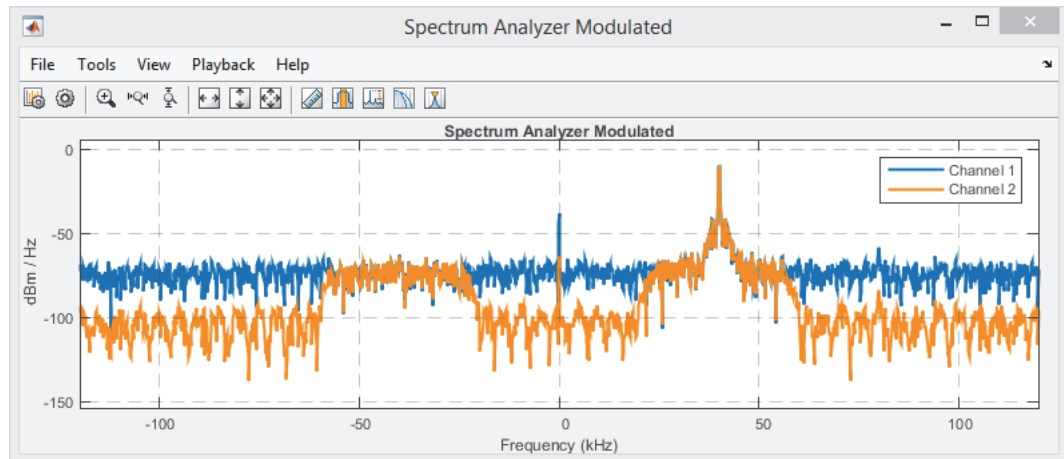 Spectrum Analyzer Modulated
File Tools View Playback Help
Spectrum Analyzer Modulated
0
-50
-100
-150
dBm / Hz
Channel 1
Channel 2
-100 -50 0 50 100
Frequency (kHz)